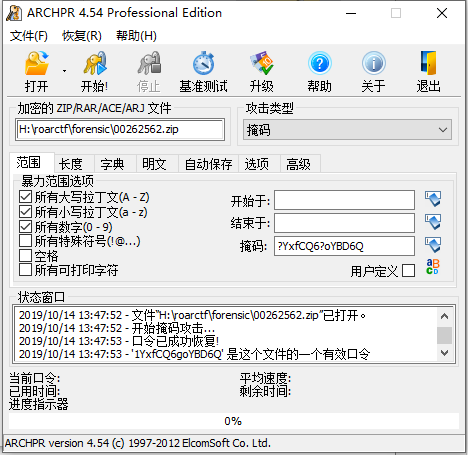 ARCHPR 4.54 Professional Edition
文件(F) 恢复(R) 帮助(H)
打开 开始! 停止 基准测试 升级 帮助 关于 退出
加密的 ZIP/RAR/ACE/ARJ 文件 攻击类型
H:\roarctf\forensic\00262562.zip 掩码
范围 长度 字典 明文 自动保存 选项 高级
暴力范围选项
所有大写拉丁文(A - Z) 开始于:
所有小写拉丁文(a - z) 结束于:
所有数字(0 - 9) 掩码: ?YxfCQ6?oYBD6Q
所有特殊符号(!@...)
空格
所有可打印字符 用户定义
状态窗口
2019/10/14 13:47:52 - 文件"H:\roarctf\forensic\00262562.zip"已打开。
2019/10/14 13:47:52 - 开始掩码攻击...
2019/10/14 13:47:53 - 口令已成功恢复!
2019/10/14 13:47:53 - '1YxfCQ6goYBD6Q' 是这个文件的一个有效口令
当前口令: 平均速度:
已用时间: 剩余时间:
进度指示器
0%
ARCHPR version 4.54 (c) 1997-2012 ElcomSoft Co. Ltd.